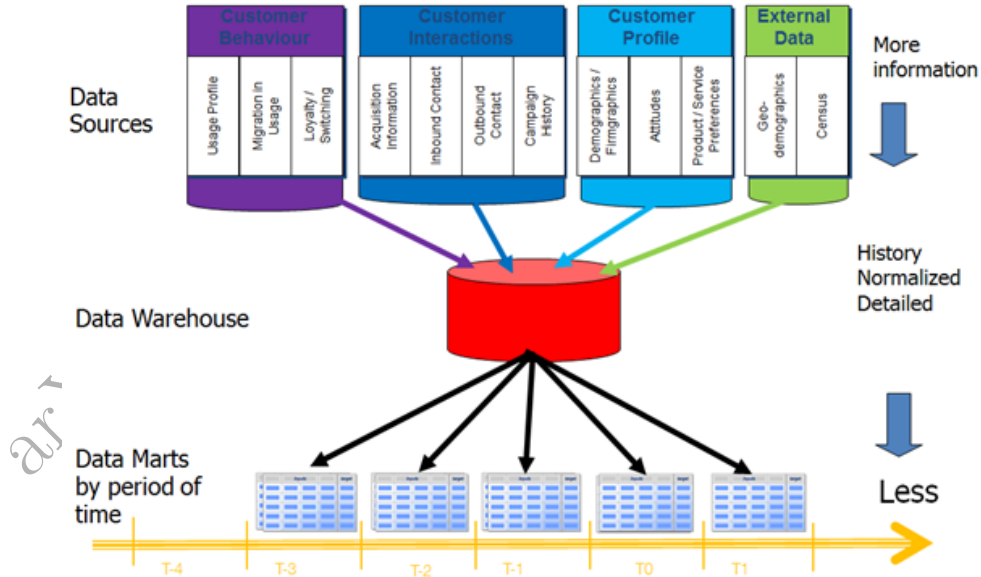 Customer
Behaviour
Customer
Interactions
Customer
Profile
External
Data
More
information
Data
Sources
Usage Profile
Migration in
Usage
Loyalty /
Switching
Acquisition
Information
Inbound Contact
Outbound
Contact
Campaign
History
Demographics /
Firmgraphics
Attitudes
Product / Service
Preferences
Geo-
demographics
Census
History
Normalized
Detailed
Data Warehouse
ar
Data Marts
by period of
time
Less
T-4
T-3
T-2
T-1
T0
T1